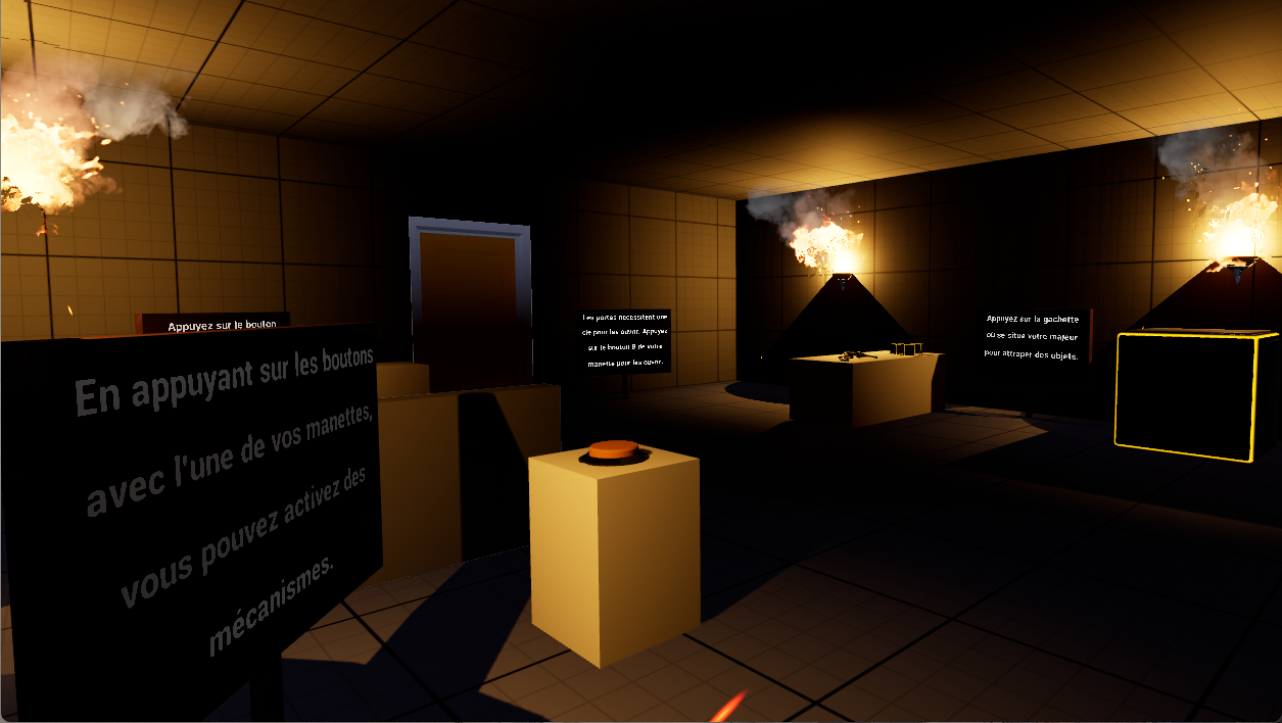 Appuyez sur le bouton
En appuyant sur les boutons
avec l'une de vos manettes,
vous pouvez activez des
mécanismes.
Les portes nécessitent une
clé pour les ouvrir. Appuyez
sur le bouton B de votre
manette pour les ouvrir.
Appuyez sur la gachette
où se situe votre majeur
pour attraper des objets.